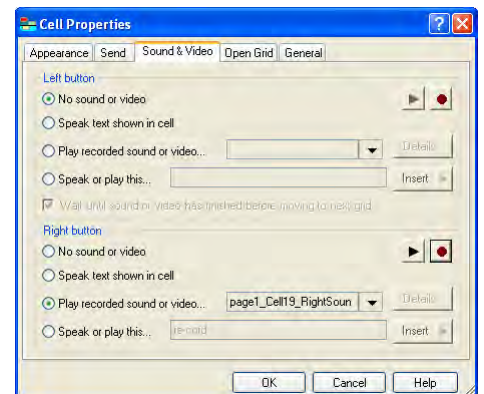 Cell Properties
Appearance Send Sound & Video Open Grid General
Left button
No sound or video
Speak text shown in cell
Play recorded sound or video... Details
Speak or play this... Insert
Wait until sound or video has finished before moving to next grid
Right button
No sound or video
Speak text shown in cell
Play recorded sound or video... page1_Cell19_RightSoun Details
Speak or play this... record Insert
OK Cancel Help